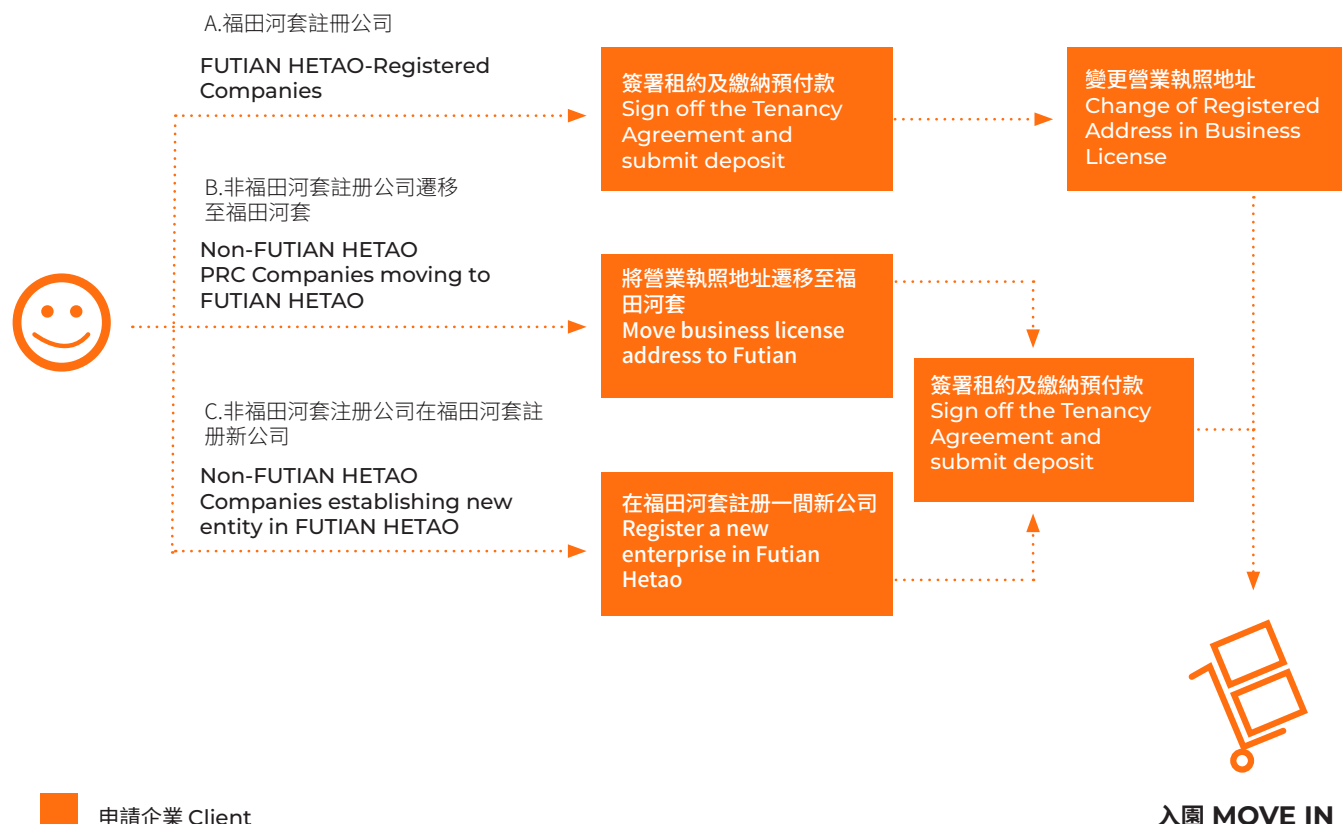 A.福田河套註冊公司
FUTIAN HETAO-Registered
Companies
簽署租約及繳納預付款
Sign off the Tenancy
Agreement and
submit deposit
變更營業執照地址
Change of Registered
Address in Business
License
B.非福田河套註册公司遷移
至福田河套
Non-FUTIAN HETAO
PRC Companies moving to
FUTIAN HETAO
將營業執照地址遷移至福
田河套
Move business license
address to Futian
簽署租約及繳納預付款
Sign off the Tenancy
Agreement and
submit deposit
C.非福田河套注册公司在福田河套註
册新公司
Non-FUTIAN HETAO
Companies establishing new
entity in FUTIAN HETAO
在福田河套註册一間新公司
Register a new
enterprise in Futian
Hetao
申請企業 Client
入園 MOVE IN